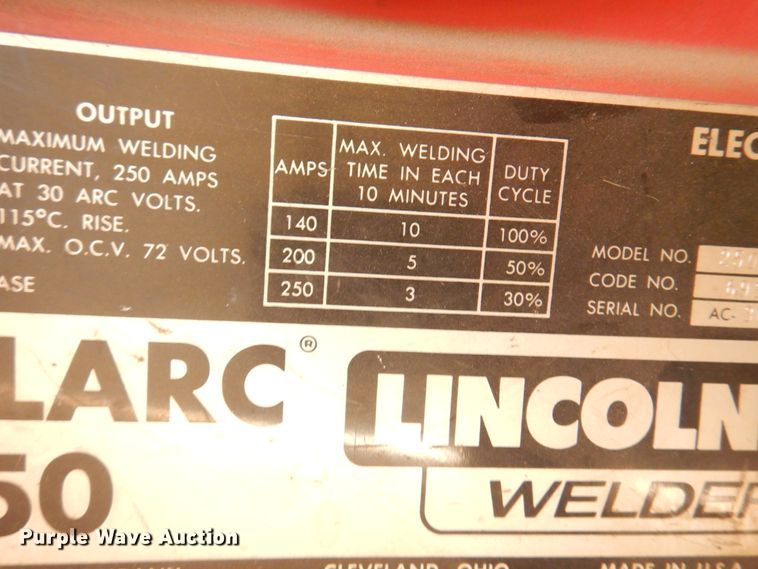 OUTPUT
MAXIMUM WELDING
CURRENT, 250 AMPS
AT 30 ARC VOLTS.
115°C. RISE.
MAX. O.C.V. 72 VOLTS.
ASE
AMPS MAX. WELDING TIME IN EACH 10 MINUTES DUTY CYCLE
140 10 100%
200 5 50%
250 3 30%
ELEC
MODEL NO.
CODE NO.
SERIAL NO. AC-
LARC®
50
LINCOLN
WELDER
CLEVELAND, OHIO
MADE IN U.S.A.
Purple Wave Auction